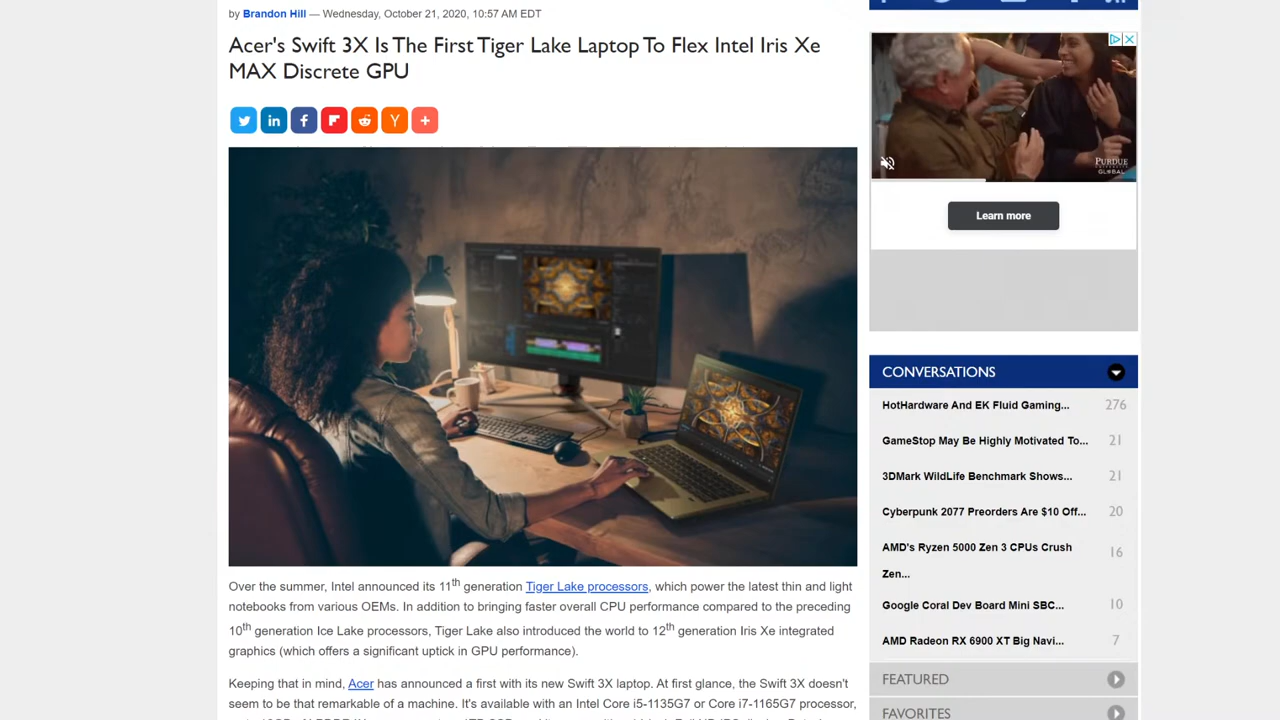 by Brandon Hill — Wednesday, October 21, 2020, 10:57 AM EDT
Acer's Swift 3X Is The First Tiger Lake Laptop To Flex Intel Iris Xe
MAX Discrete GPU
Over the summer, Intel announced its 11th generation Tiger Lake processors, which power the latest thin and light
notebooks from various OEMs. In addition to bringing faster overall CPU performance compared to the preceding
10th generation Ice Lake processors, Tiger Lake also introduced the world to 12th generation Iris Xe integrated
graphics (which offers a significant uptick in GPU performance).
Keeping that in mind, Acer has announced a first with its new Swift 3X laptop. At first glance, the Swift 3X doesn't
seem to be that remarkable of a machine. It's available with an Intel Core i5-1135G7 or Core i7-1165G7 processor,
PURDUE
GLOBAL
Learn more
CONVERSATIONS
HotHardware And EK Fluid Gaming... 276
GameStop May Be Highly Motivated To... 21
3DMark WildLife Benchmark Shows... 21
Cyberpunk 2077 Preorders Are $10 Off... 20
AMD's Ryzen 5000 Zen 3 CPUs Crush 16
Zen...
Google Coral Dev Board Mini SBC... 10
AMD Radeon RX 6900 XT Big Navi... 7
FEATURED
FAVORITES